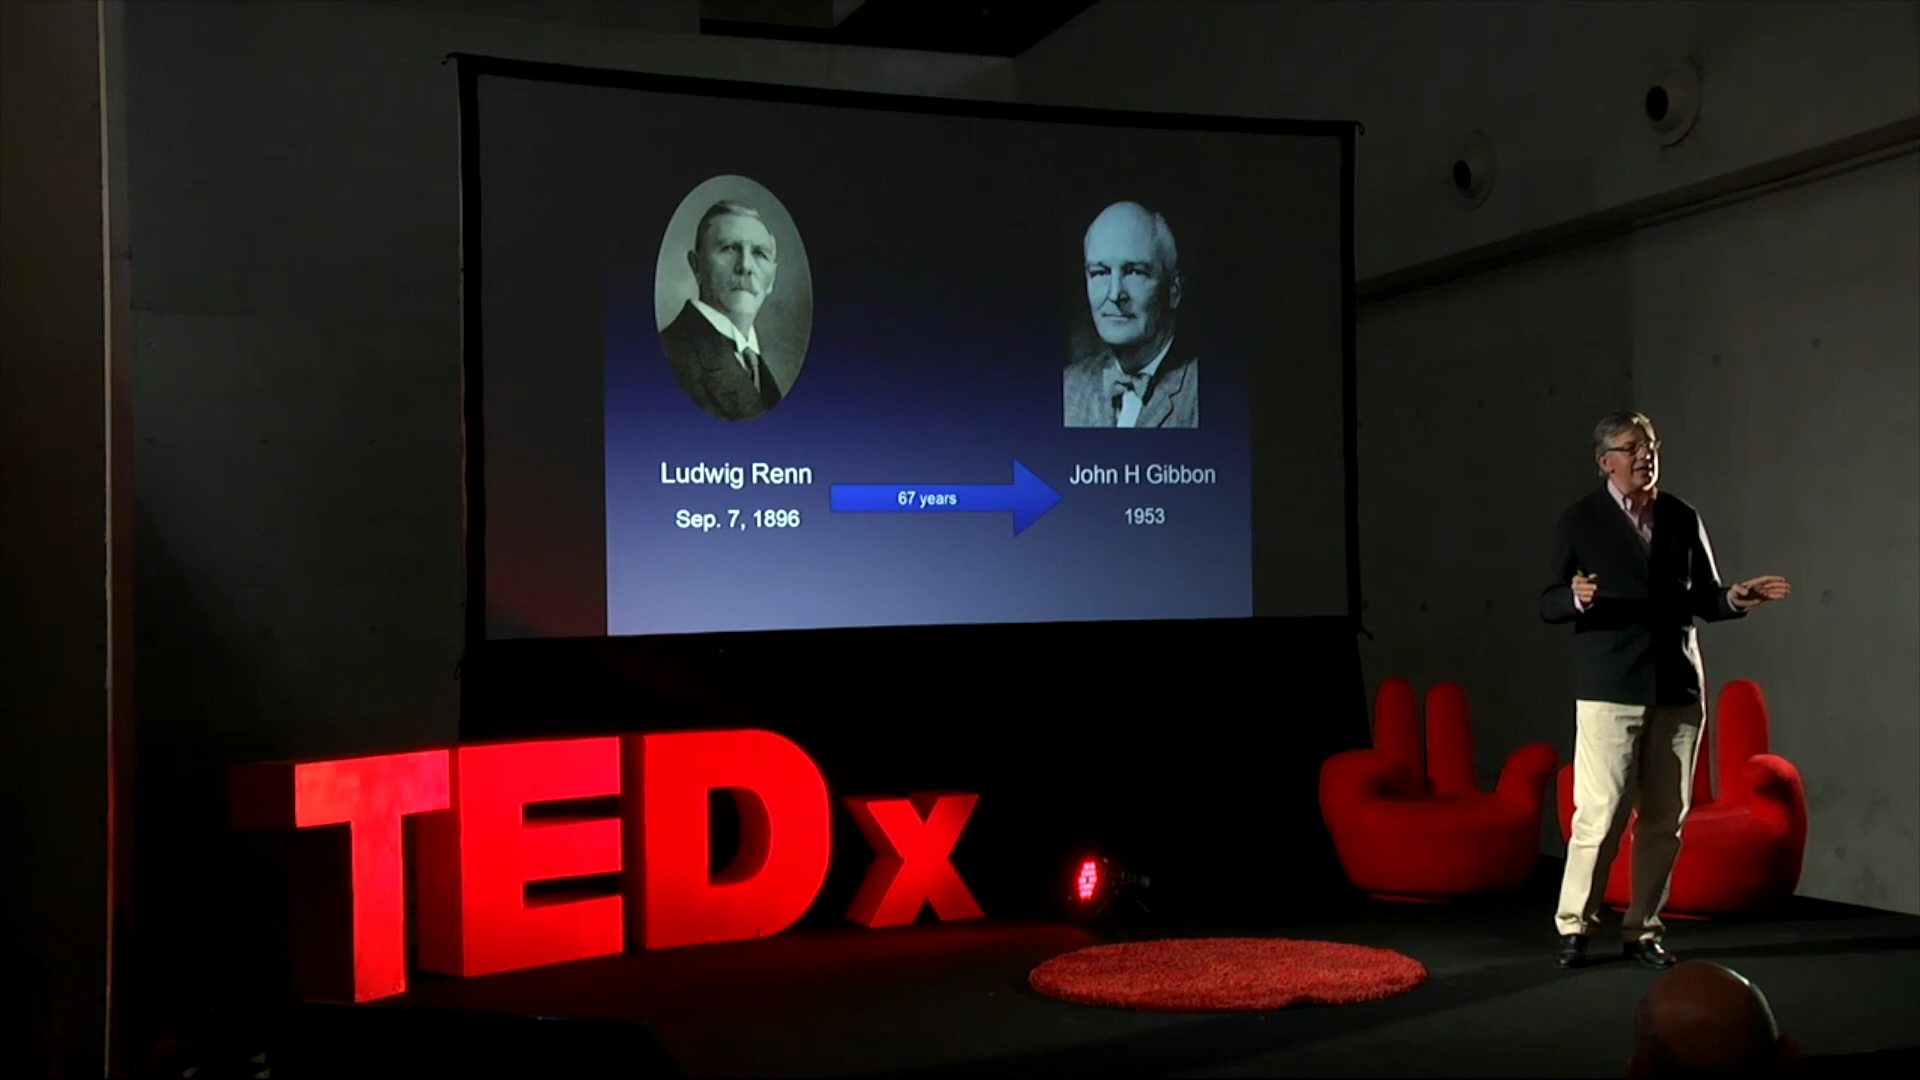 Ludwig Renn
Sep. 7, 1896
67 years
John H Gibbon
1953
TEDx